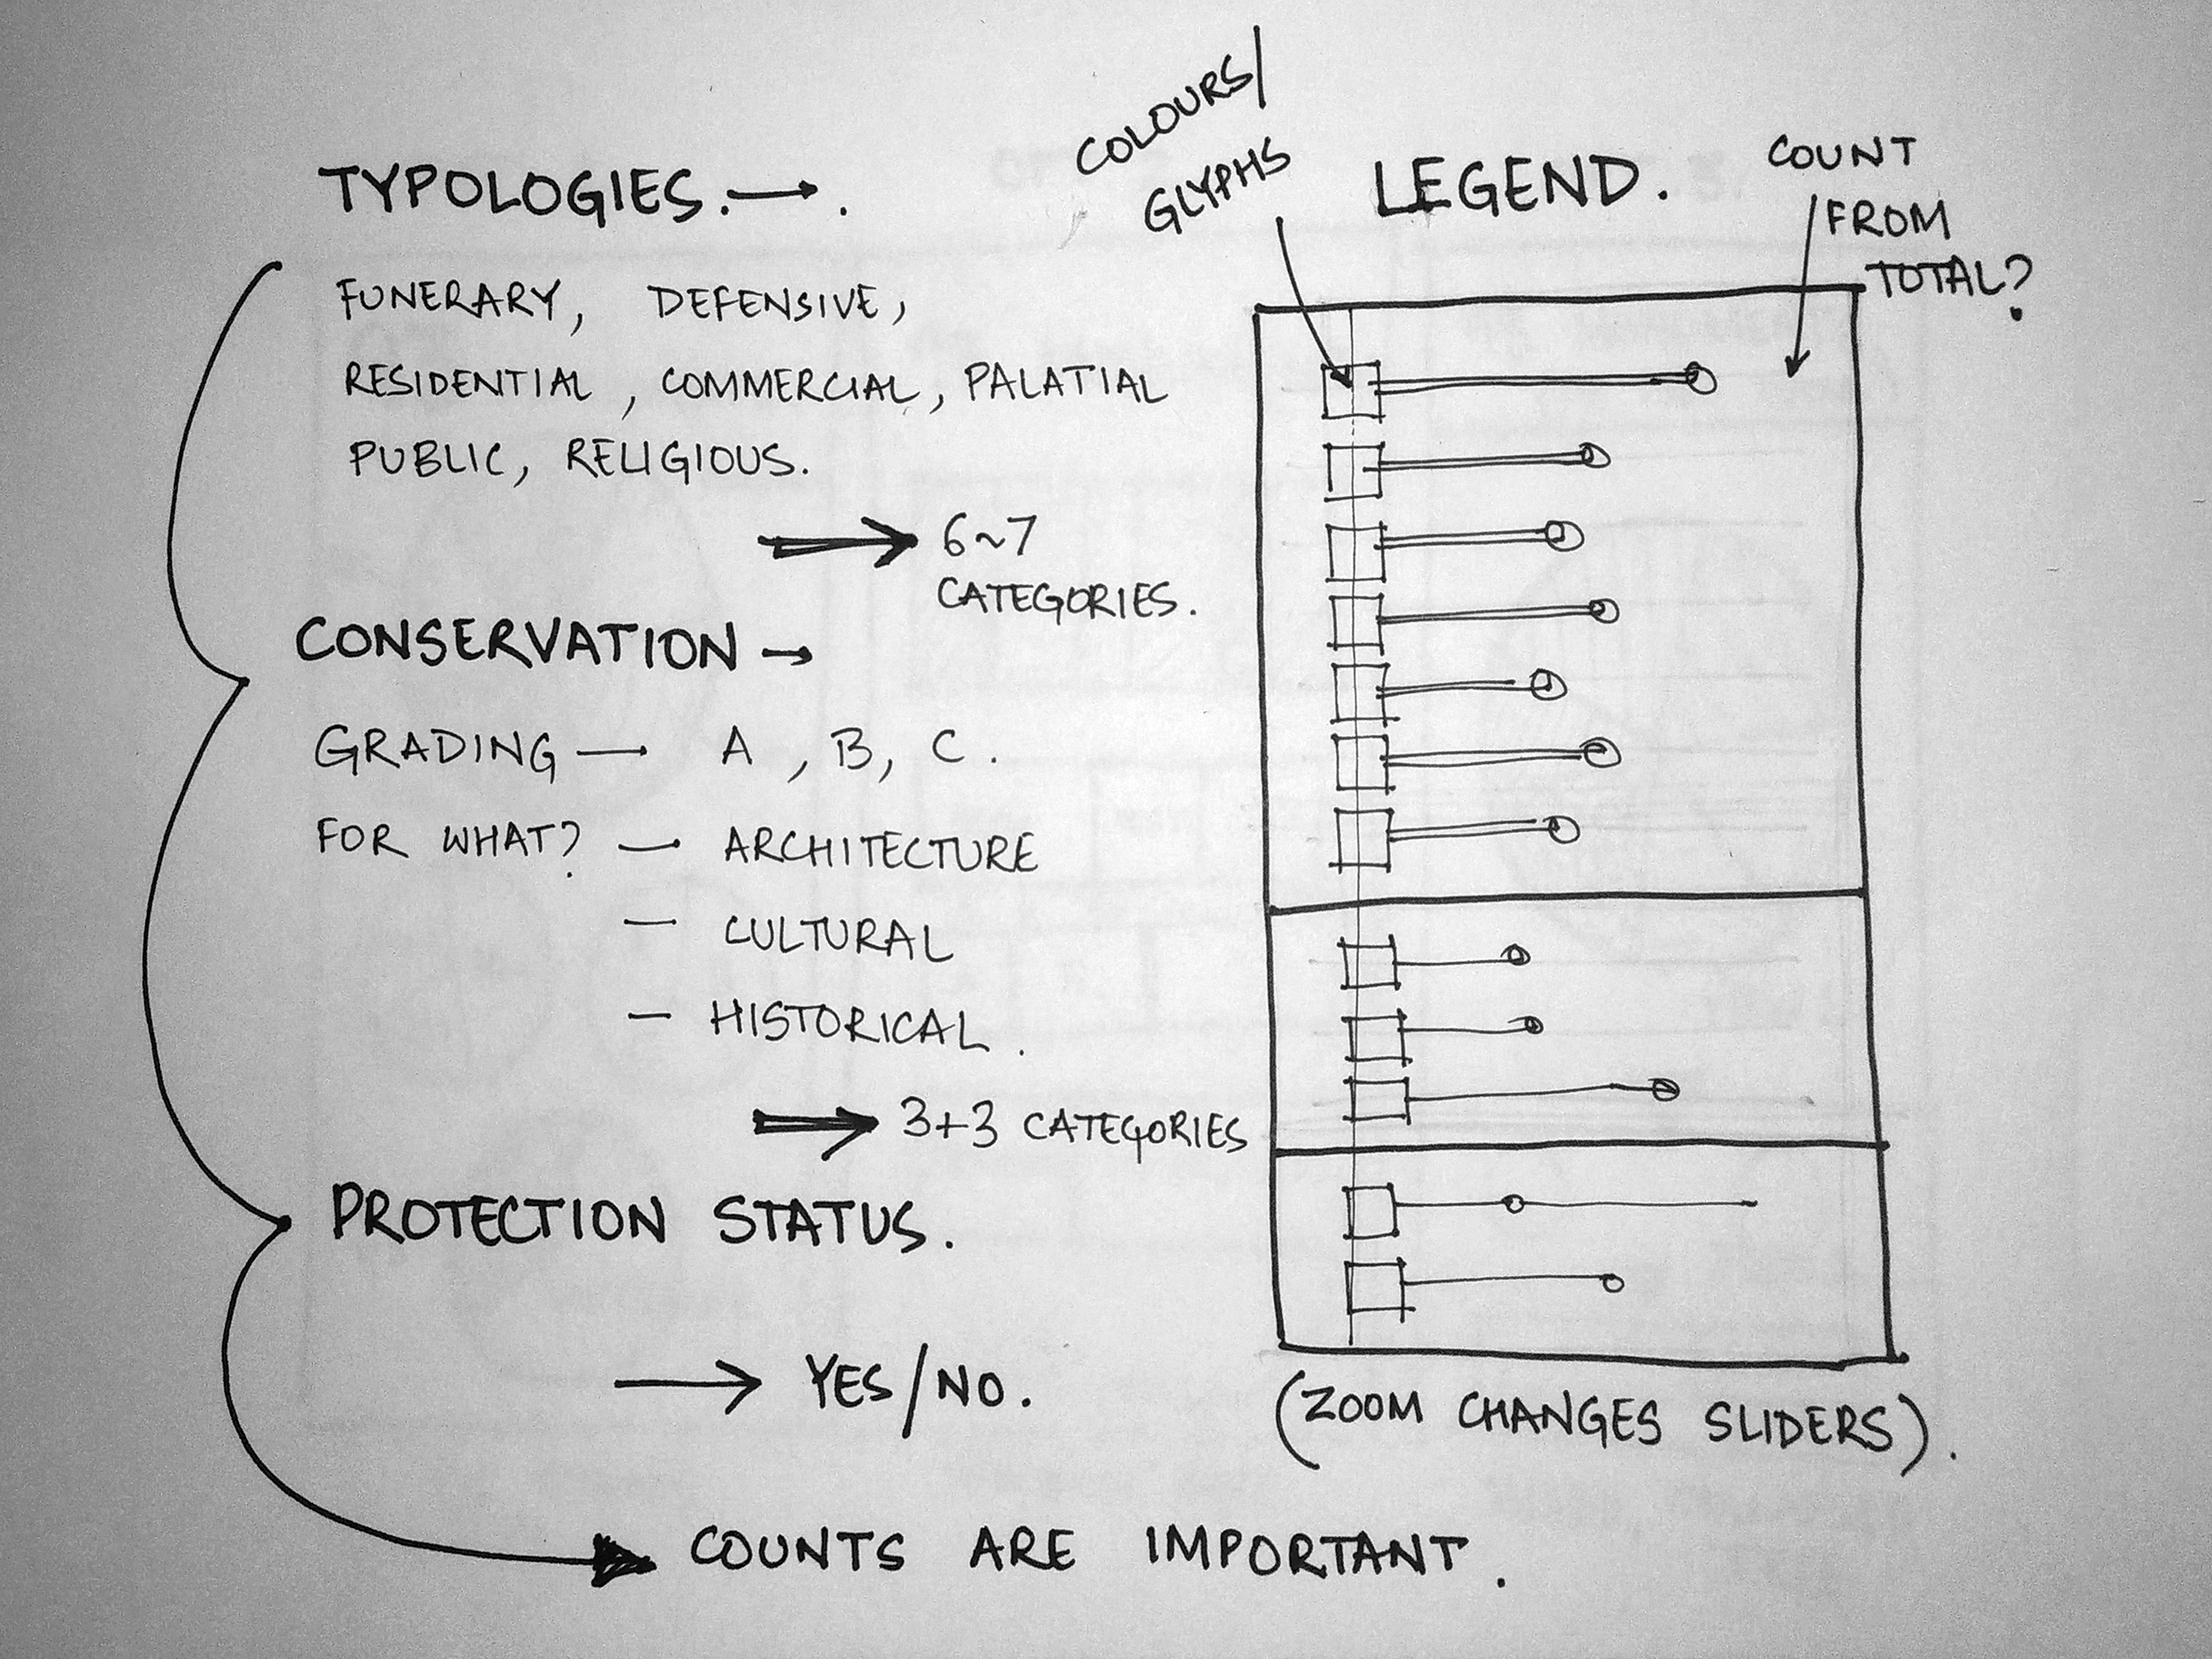 TYPOLOGIES. → .
FUNERARY, DEFENSIVE,
RESIDENTIAL, COMMERCIAL, PALATIAL
PUBLIC, RELIGIOUS.
→ 6~7
CATEGORIES.
CONSERVATION →
GRADING — A, B, C.
FOR WHAT? — ARCHITECTURE
— CULTURAL
— HISTORICAL.
→ 3+3 CATEGORIES
PROTECTION STATUS.
→ YES/NO.
COUNTS ARE IMPORTANT.
COLOURS/
GLYPHS
LEGEND.
COUNT
FROM
TOTAL?
(ZOOM CHANGES SLIDERS).